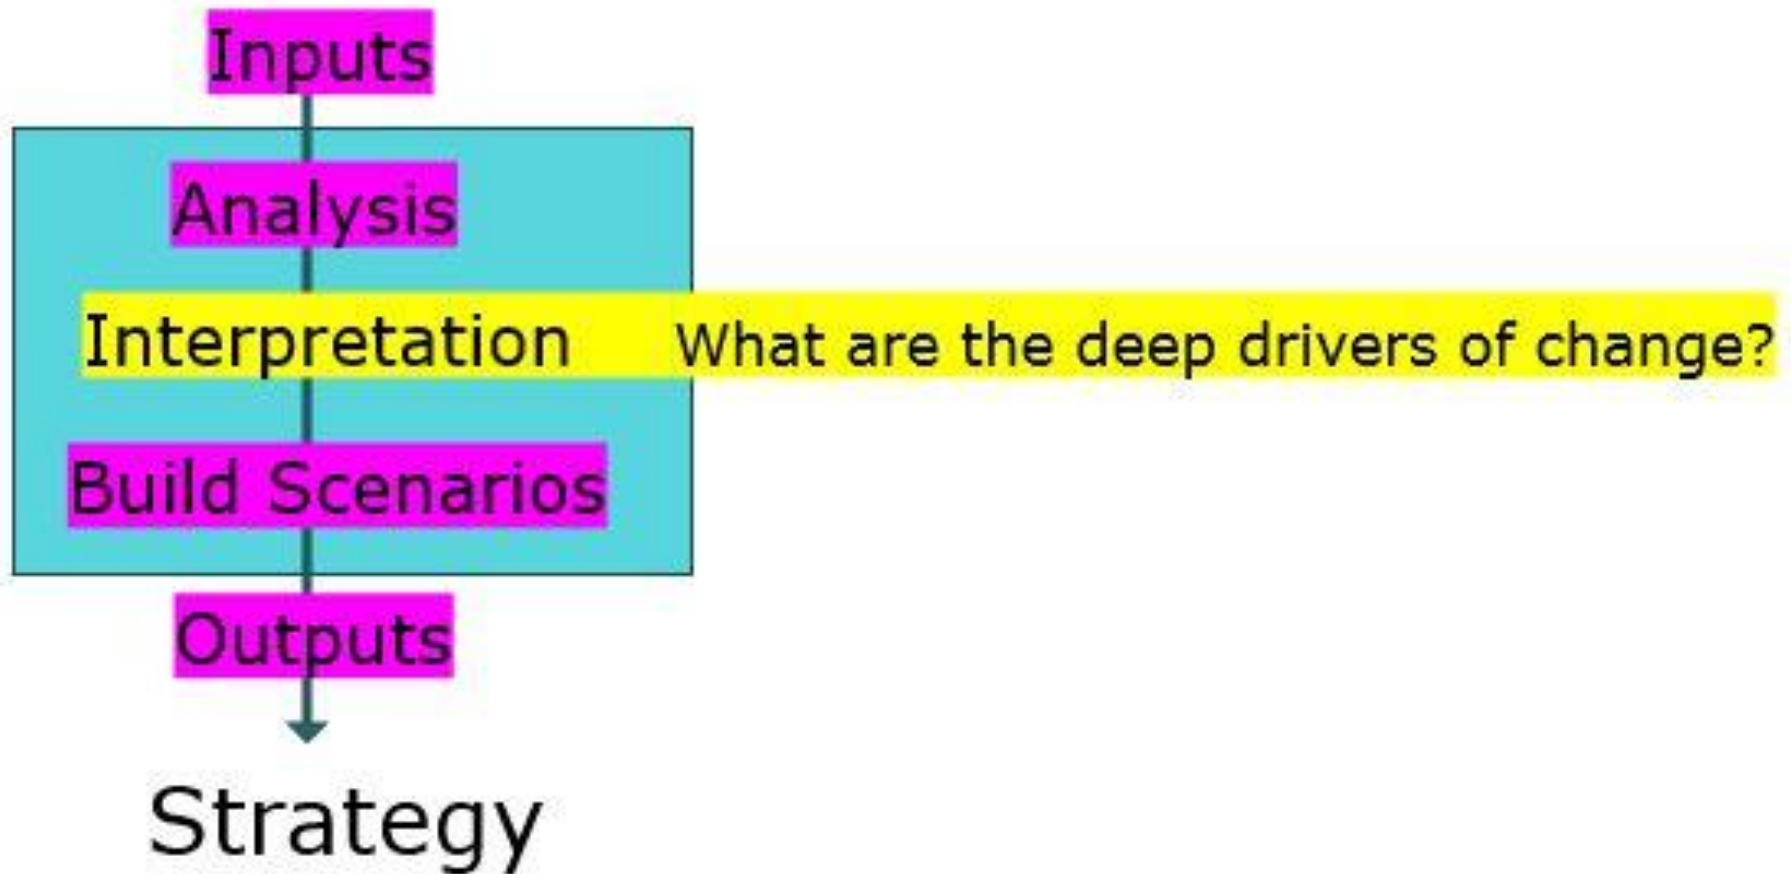 Inputs
Analysis
Interpretation What are the deep drivers of change?
Build Scenarios
Outputs
Strategy